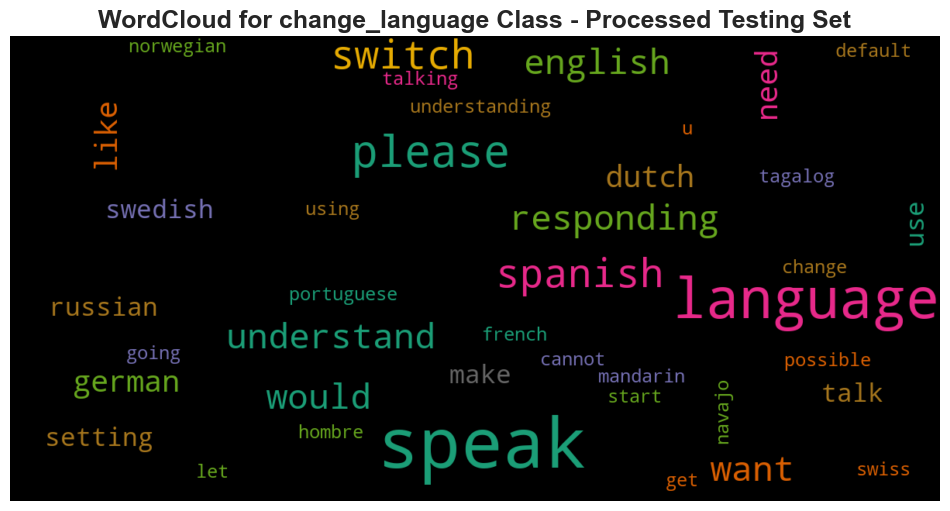 WordCloud for change_language Class - Processed Testing Set
norwegian
switch
talking
english
need
default
like
understanding
u
please
dutch
tagalog
swedish
using
responding
use
spanish
change
language
russian
portuguese
understand
french
going
cannot
possible
german
make
mandarin
would
start
navajo
talk
setting
hombre
speak
let
get
want
swiss